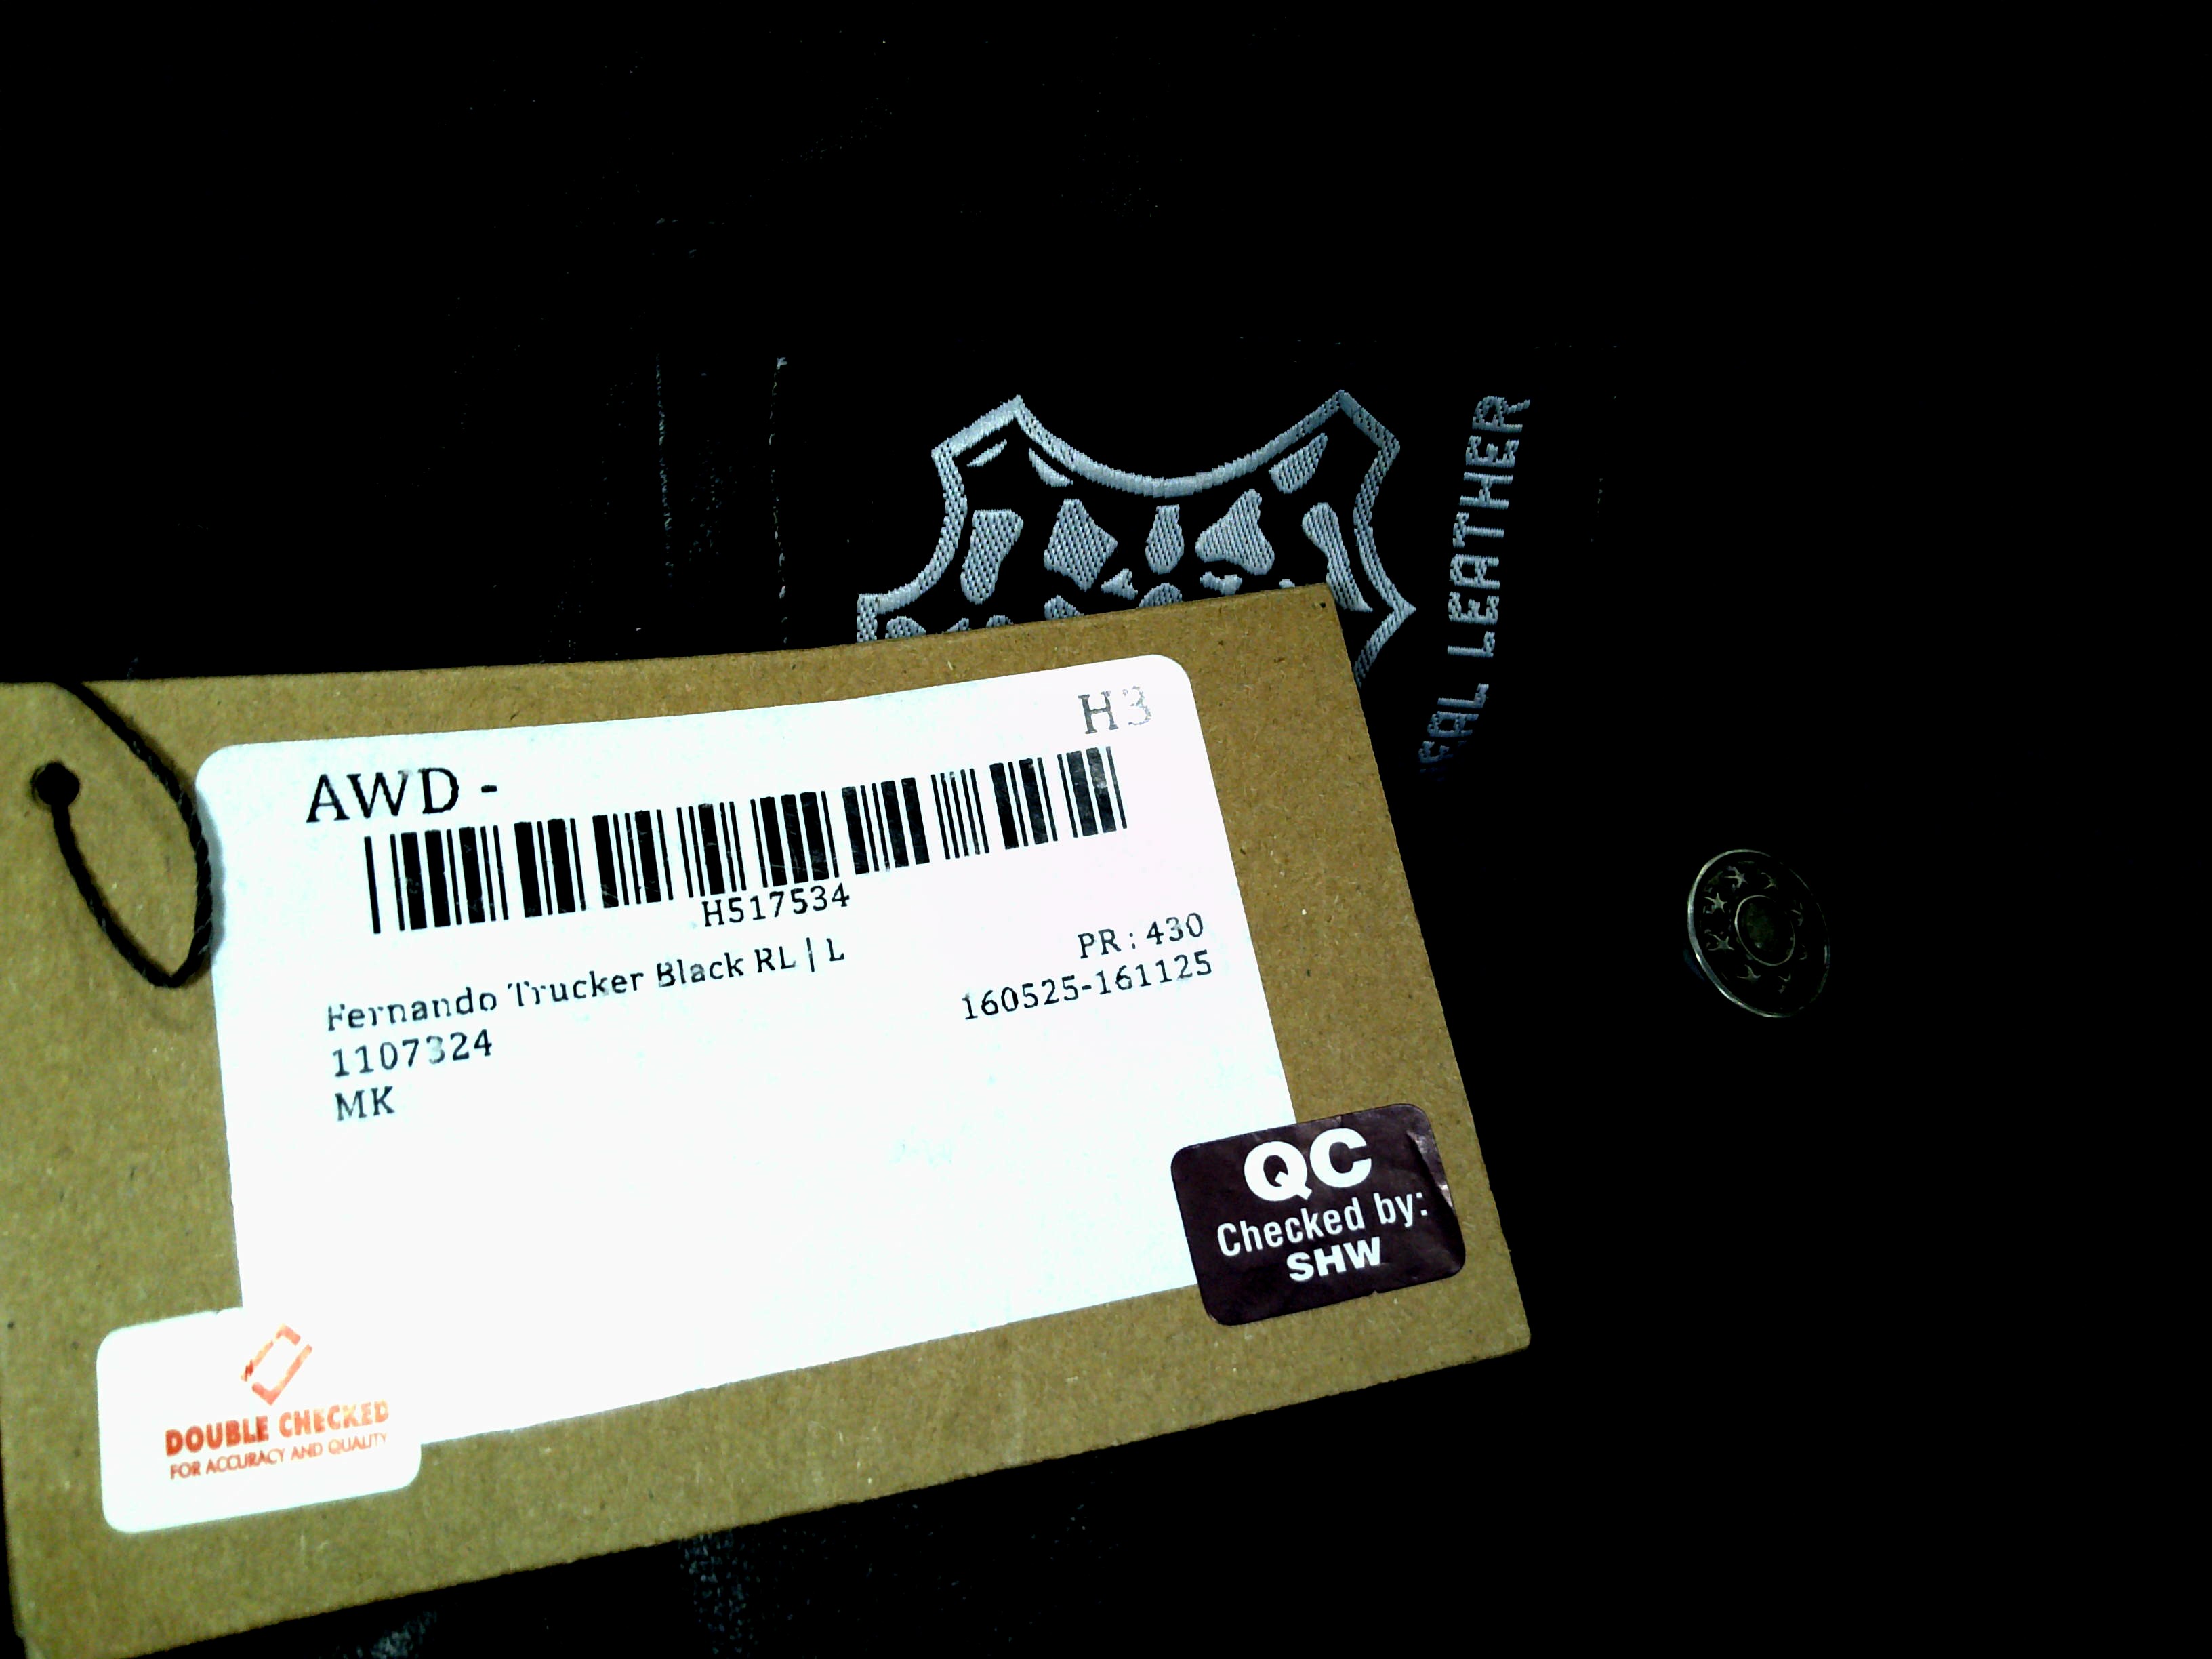 EAL LEATHER
H3
AWD -
H517534
Fernando Trucker Black RL | L
PR : 430
1107324
160525-161125
MK
QC
Checked by:
SHW
DOUBLE CHECKED
FOR ACCURACY AND QUALITY